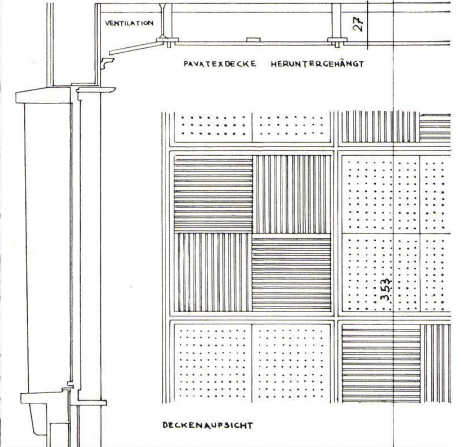 VENTILATION
27
PAVATEXDECKE HERUNTERGEHÄNGT
353
DECKENAUFSICHT